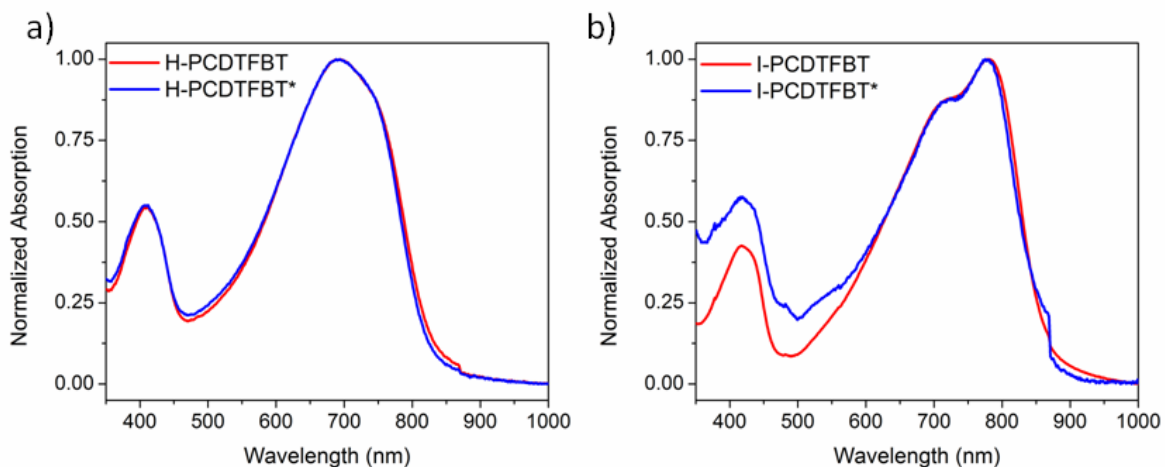 a)
H-PCDTFBT
H-PCDTFBT*
1.00
0.75
0.50
0.25
0.00
Normalized Absorption
400 500 600 700 800 900 1000
Wavelength (nm)
b)
I-PCDTFBT
I-PCDTFBT*
1.00
0.75
0.50
0.25
0.00
Normalized Absorption
400 500 600 700 800 900 1000
Wavelength (nm)